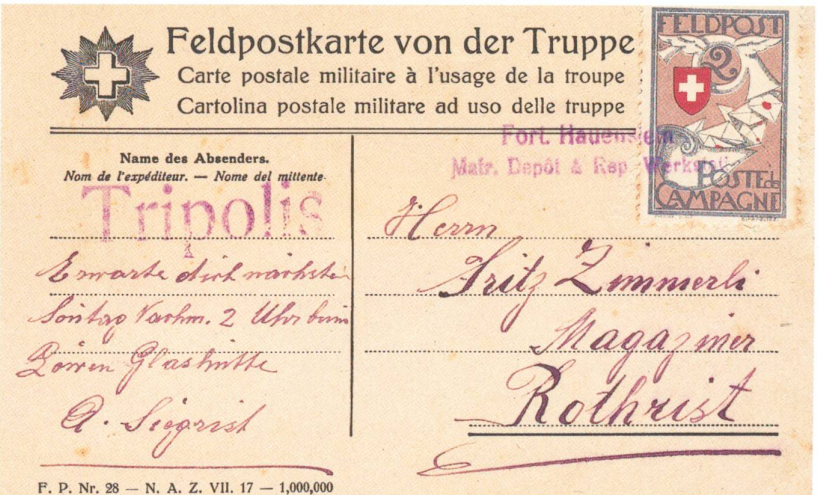 Feldpostkarte von der Truppe
Carte postale militaire à l'usage de la troupe
Cartolina postale militare ad uso delle truppe
FELDPOST
2
POSTE de
CAMPAGNE
Fort. Hauenstein
Matr. Depôt & Rep. Werkstatt
Name des Absenders.
Nom de l'expéditeur. — Nome del mittente.
Tripolis
Erwarte dich nächsten
Sontag Nachm. 2 Uhr beim
Löwen Glashütte
A. Siegrist
Herrn
Fritz Zimmerli
Magaziner
Rothrist
F. P. Nr. 28 — N. A. Z. VII. 17 — 1,000,000